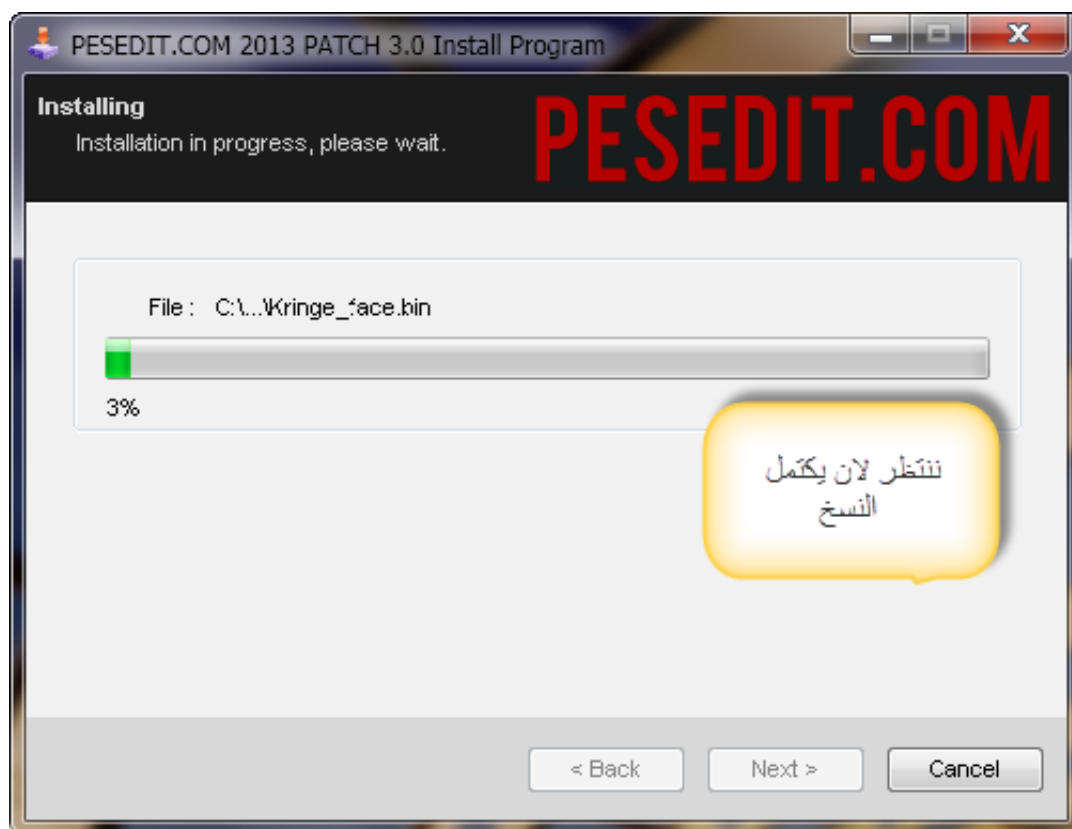 PESEDIT.COM 2013 PATCH 3.0 Install Program
Installing
Installation in progress, please wait.
PESEDIT.COM
File : C:\...\Kringe_face.bin
3%
ننتظر لان يكتمل
النسخ
< Back Next > Cancel